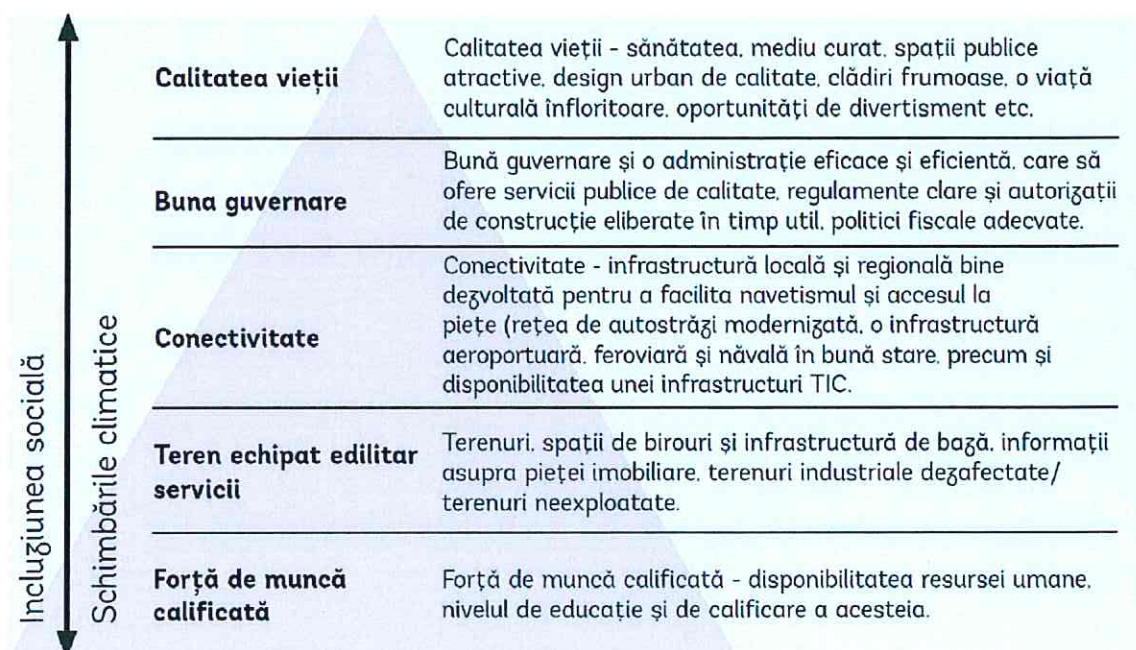 Incluziunea socială
Schimbările climatice
Calitatea vieții
Calitatea vieții - sănătatea, mediu curat, spații publice
atractive, design urban de calitate, clădiri frumoase, o viață
culturală înfloritoare, oportunități de divertisment etc.
Buna guvernare
Bună guvernare și o administrație eficace și eficientă, care să
ofere servicii publice de calitate, regulamente clare și autorizații
de construcție eliberate în timp util, politici fiscale adecvate.
Conectivitate
Conectivitate - infrastructură locală și regională bine
dezvoltată pentru a facilita navetismul și accesul la
piețe (rețea de autostrăzi modernizată, o infrastructură
aeroportuară, feroviară și năvală în bună stare, precum și
disponibilitatea unei infrastructuri TIC.
Teren echipat edilitar
servicii
Terenuri, spații de birouri și infrastructură de bază, informații
asupra pieței imobiliare, terenuri industriale dezafectate/
terenuri neexploatate.
Forță de muncă
calificată
Forță de muncă calificată - disponibilitatea resursei umane,
nivelul de educație și de calificare a acesteia.